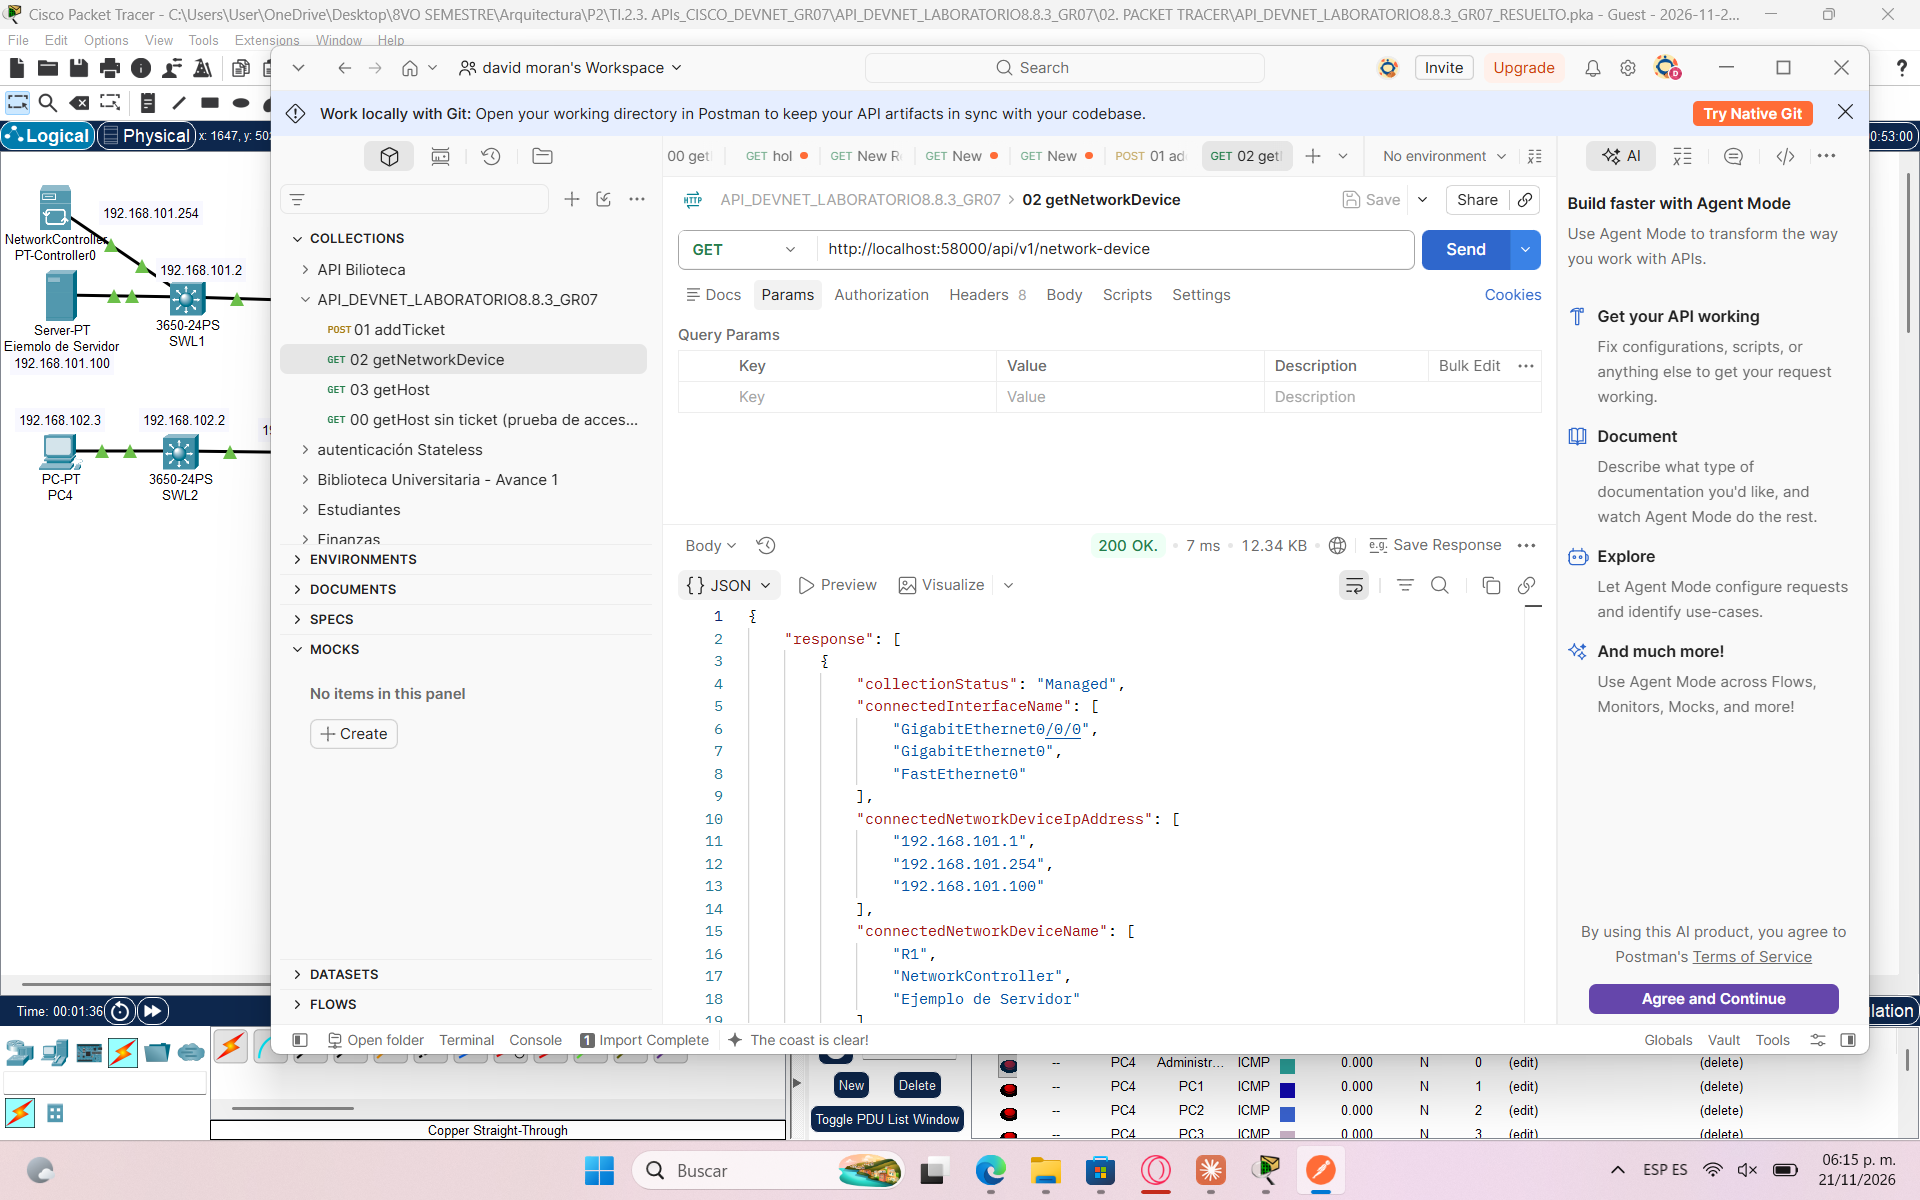 Cisco Packet Tracer - C:\Users\User\OneDrive\Desktop\8VO SEMESTRE\Arquitectura\P2\TI.2.3. APIs_CISCO_DEVNET_GR07\API_DEVNET_LABORATORIO8.8.3_GR07\02. PACKET TRACER\API_DEVNET_LABORATORIO8.8.3_GR07_RESUELTO.pka - Guest - 2026-11-2...
File Edit Options View Tools Extensions Window Help
david moran's Workspace
Search
Invite
Upgrade
Work locally with Git: Open your working directory in Postman to keep your API artifacts in sync with your codebase.
Try Native Git
Logical
Physical
x: 1647, y: 502
0:53:00
192.168.101.254
NetworkController
PT-Controller0
192.168.101.2
Server-PT
Ejemplo de Servidor
192.168.101.100
3650-24PS
SWL1
192.168.102.3
192.168.102.2
19
PC-PT
PC4
3650-24PS
SWL2
COLLECTIONS
API Bilioteca
API_DEVNET_LABORATORIO8.8.3_GR07
POST 01 addTicket
GET 02 getNetworkDevice
GET 03 getHost
GET 00 getHost sin ticket (prueba de acces...
autenticación Stateless
Biblioteca Universitaria - Avance 1
Estudiantes
Finanzas
ENVIRONMENTS
DOCUMENTS
SPECS
MOCKS
No items in this panel
Create
DATASETS
FLOWS
00 get
GET hol
GET New R
GET New
GET New
POST 01 ad
GET 02 get
No environment
API_DEVNET_LABORATORIO8.8.3_GR07 > 02 getNetworkDevice
Save
Share
GET
http://localhost:58000/api/v1/network-device
Send
Docs Params Authorization Headers 8 Body Scripts Settings
Cookies
Query Params
Key Value Description Bulk Edit
Key Value Description
Body
200 OK. 7 ms 12.34 KB
e.g. Save Response
{} JSON
Preview
Visualize
1 {
2 "response": [
3 {
4 "collectionStatus": "Managed",
5 "connectedInterfaceName": [
6 "GigabitEthernet0/0/0",
7 "GigabitEthernet0",
8 "FastEthernet0"
9 ],
10 "connectedNetworkDeviceIpAddress": [
11 "192.168.101.1",
12 "192.168.101.254",
13 "192.168.101.100"
14 ],
15 "connectedNetworkDeviceName": [
16 "R1",
17 "NetworkController",
18 "Ejemplo de Servidor"
19 ]
AI
Build faster with Agent Mode
Use Agent Mode to transform the way
you work with APIs.
Get your API working
Fix configurations, scripts, or
anything else to get your request
working.
Document
Describe what type of
documentation you'd like, and
watch Agent Mode do the rest.
Explore
Let Agent Mode configure requests
and identify use-cases.
And much more!
Use Agent Mode across Flows,
Monitors, Mocks, and more!
By using this AI product, you agree to
Postman's Terms of Service
Agree and Continue
Open folder
Terminal
Console
1 Import Complete
The coast is clear!
Globals
Vault
Tools
Time: 00:01:36
lation
Copper Straight-Through
New
Delete
Toggle PDU List Window
-- PC4 Administr... ICMP 0.000 N 0 (edit) (delete)
-- PC4 PC1 ICMP 0.000 N 1 (edit) (delete)
-- PC4 PC2 ICMP 0.000 N 2 (edit) (delete)
-- PC4 PC3 ICMP 0.000 N 3 (edit) (delete)
Buscar
ESP ES
06:15 p. m.
21/11/2026